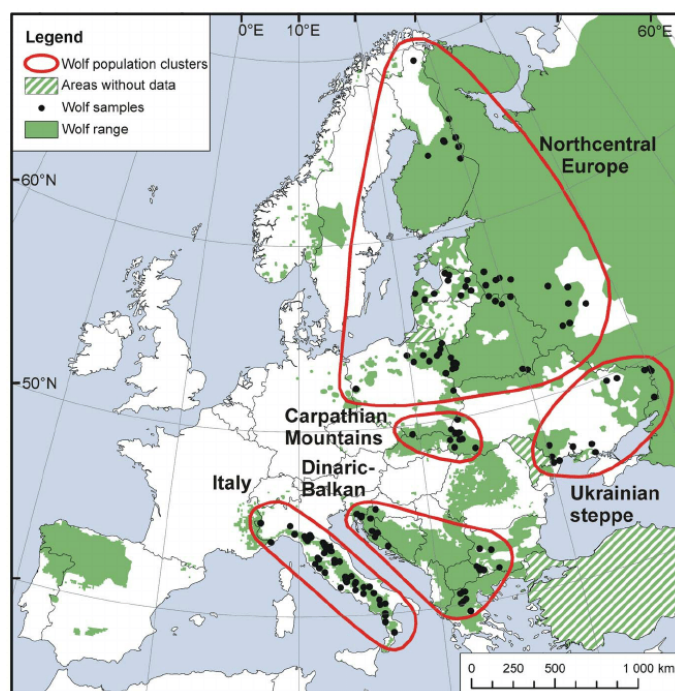 0°E
10°E
60°E
Legend
Wolf population clusters
Areas without data
Wolf samples
Wolf range
Northcentral
Europe
60°N
50°N
Carpathian
Mountains
Dinaric-
Balkan
Italy
Ukrainian
steppe
0 250 500 1 000 km